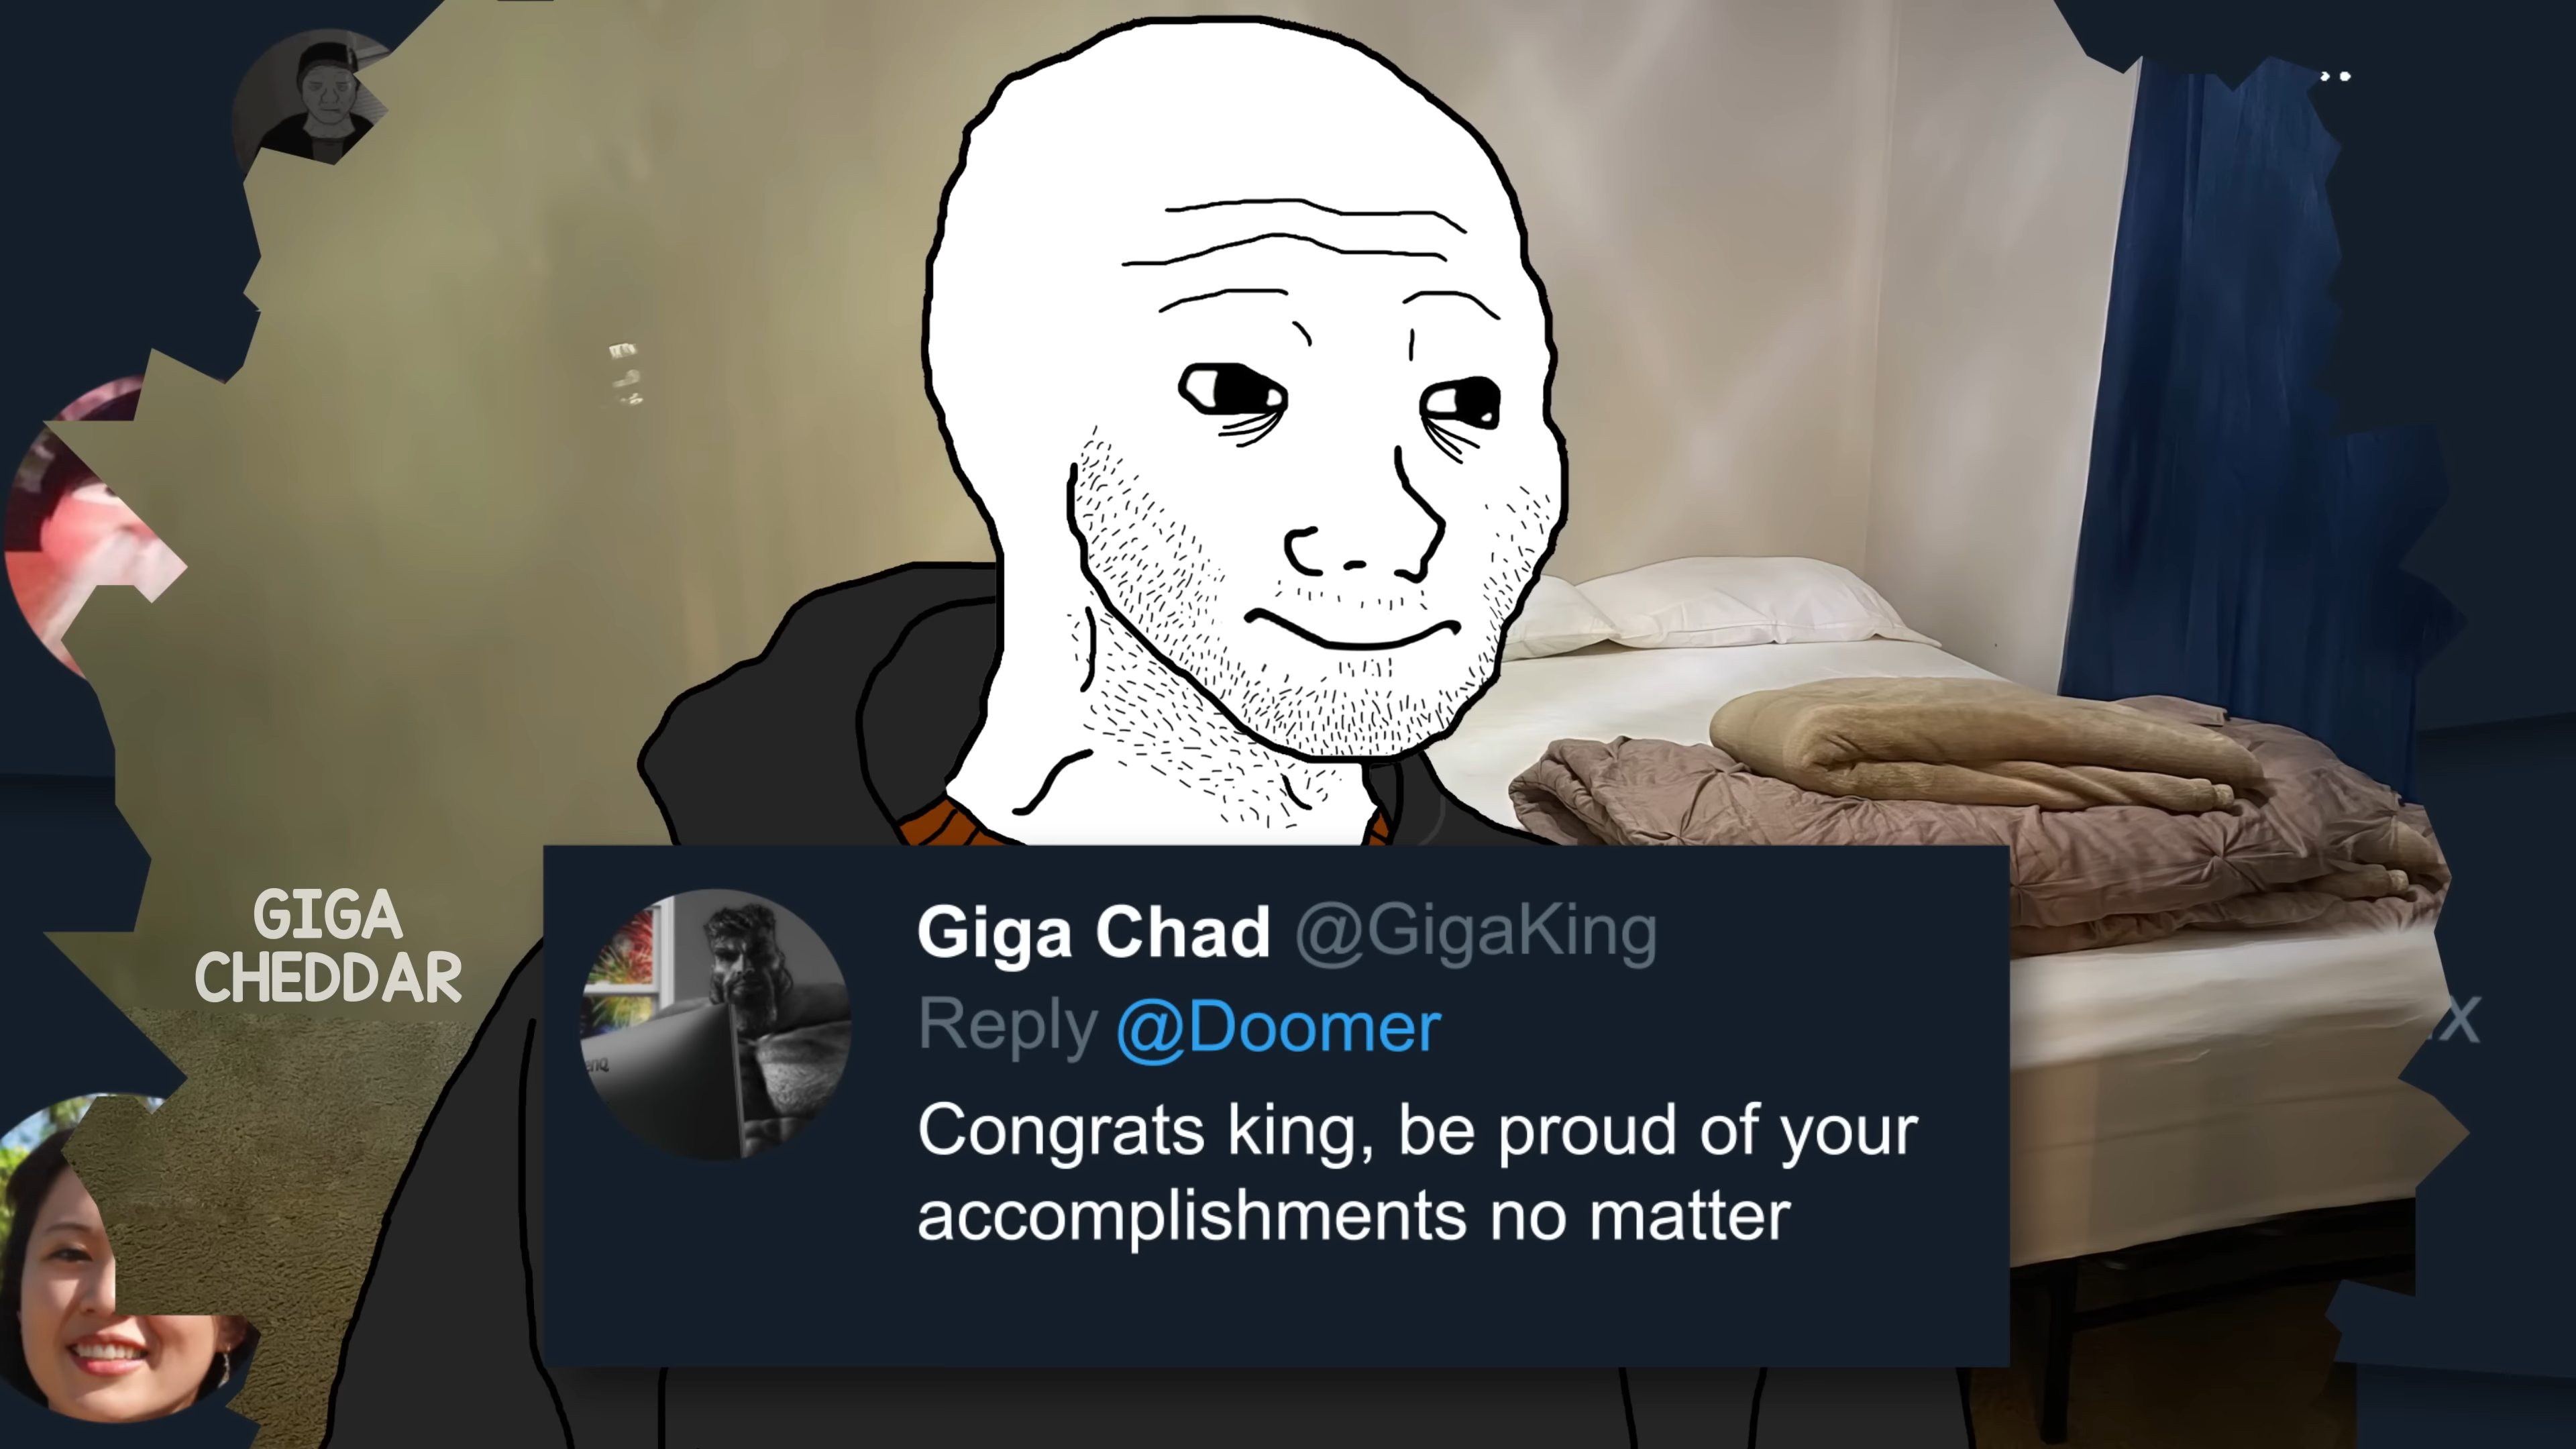 GIGA
CHEDDAR
Giga Chad @GigaKing
Reply @Doomer
Congrats king, be proud of your
accomplishments no matter